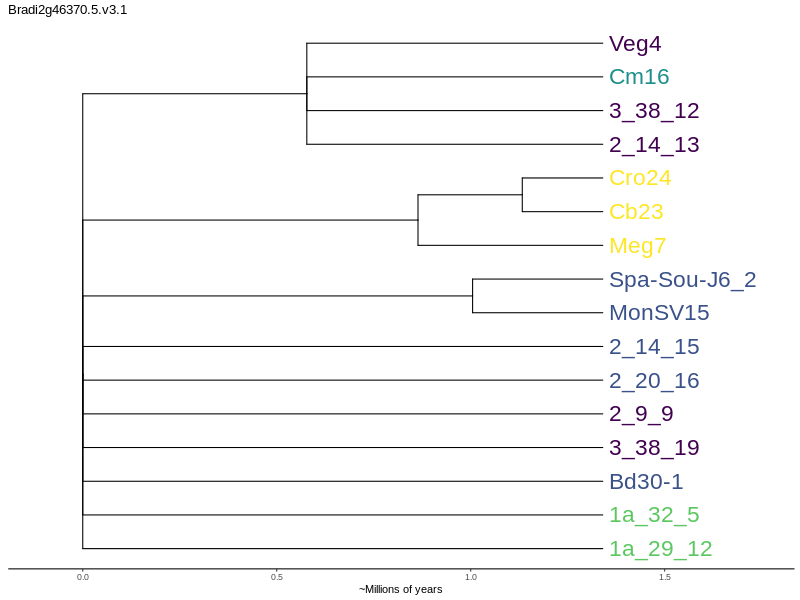 Bradi2g46370.5.v3.1
Veg4
Cm16
3_38_12
2_14_13
Cro24
Cb23
Meg7
Spa-Sou-J6_2
MonSV15
2_14_15
2_20_16
2_9_9
3_38_19
Bd30-1
1a_32_5
1a_29_12
0.0 0.5 1.0 1.5
~Millions of years